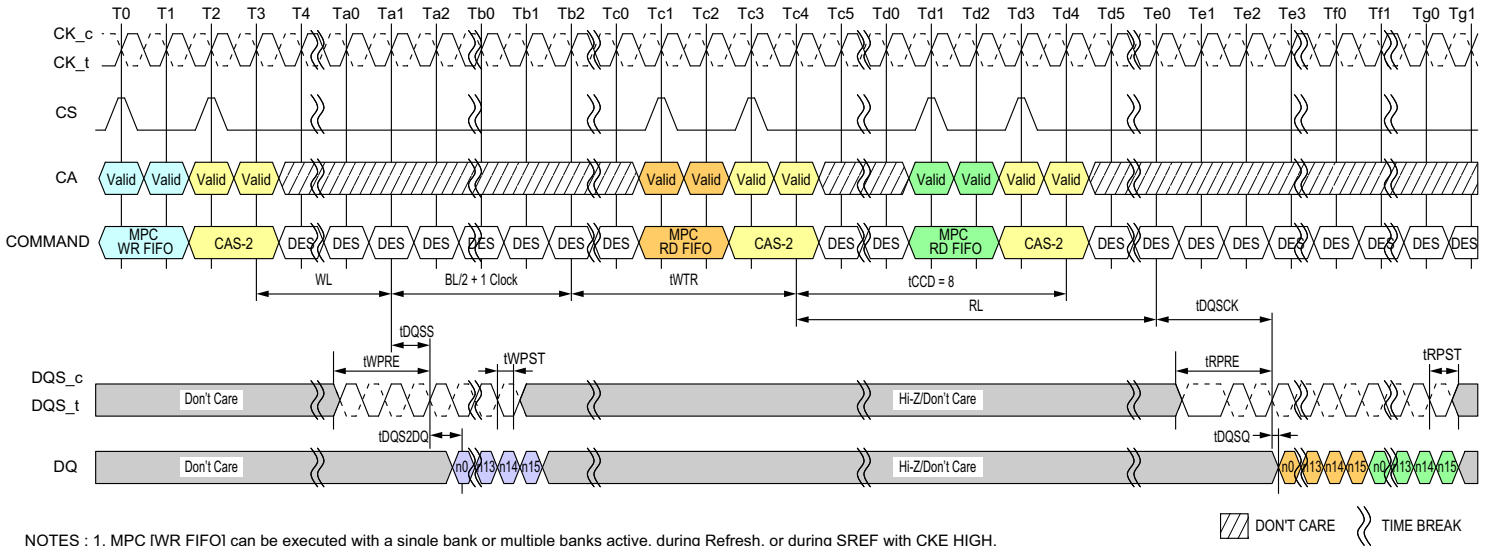 T0 T1 T2 T3 T4 Ta0 Ta1 Ta2 Tb0 Tb1 Tb2 Tc0 Tc1 Tc2 Tc3 Tc4 Tc5 Td0 Td1 Td2 Td3 Td4 Td5 Te0 Te1 Te2 Te3 Tf0 Tf1 Tg0 Tg1
CK_c
CK_t
CS
CA Valid Valid Valid Valid Valid Valid Valid Valid Valid Valid Valid Valid
COMMAND MPC WR FIFO CAS-2 DES DES DES DES DES DES DES DES MPC RD FIFO CAS-2 DES DES MPC RD FIFO CAS-2 DES DES DES DES DES DES DES DES DES
WL BL/2 + 1 Clock tWTR tCCD = 8
RL tDQSCK
tDQSS
tWPRE tWPST tRPRE tRPST
DQS_c
DQS_t Don't Care Hi-Z/Don't Care
tDQS2DQ tDQSQ
DQ Don't Care n0 n13 n14 n15 Hi-Z/Don't Care n0 n13 n14 n15 n0 n13 n14 n15
DON'T CARE TIME BREAK
NOTES : 1. MPC [WR FIFO] can be executed with a single bank or multiple banks active, during Refresh, or during SREF with CKE HIGH.